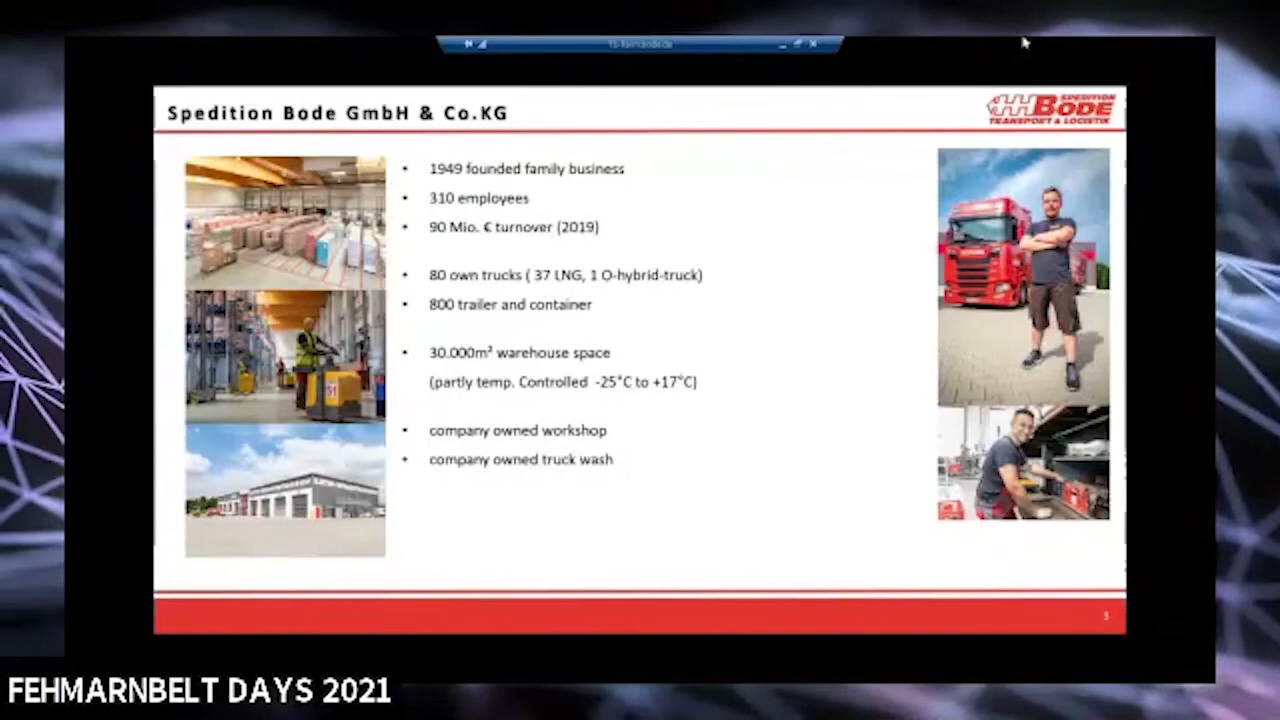 Spedition Bode GmbH & Co.KG
SPEDITION
BODE
TRANSPORT & LOGISTIK
• 1949 founded family business
• 310 employees
• 90 Mio. € turnover (2019)
• 80 own trucks ( 37 LNG, 1 O-hybrid-truck)
• 800 trailer and container
• 30.000m² warehouse space
(partly temp. Controlled -25°C to +17°C)
• company owned workshop
• company owned truck wash
3
FEHMARNBELT DAYS 2021